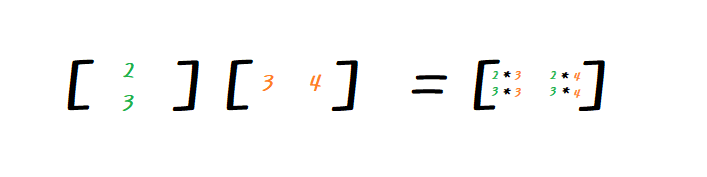 [ 2 3 ] [ 3 4 ] = [ 2 * 3 2 * 4
3 * 3 3 * 4 ]